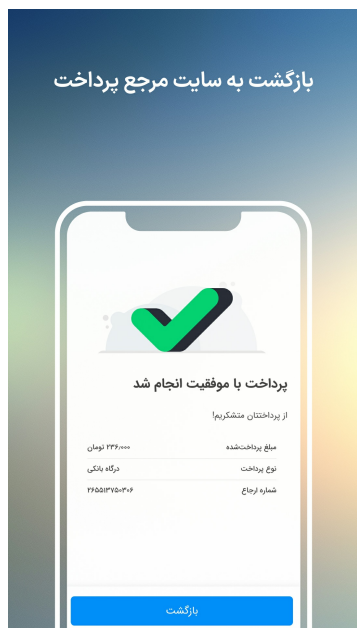 بازگشت به سایت مرجع پرداخت
پرداخت با موفقیت انجام شد
از پرداختتان متشکریم!
مبلغ پرداخت‌شده ۲۳۶٫۰۰۰ تومان
نوع پرداخت درگاه بانکی
شماره ارجاع ۲۶۵۵۱۳۷۵۰۳۰۶
بازگشت